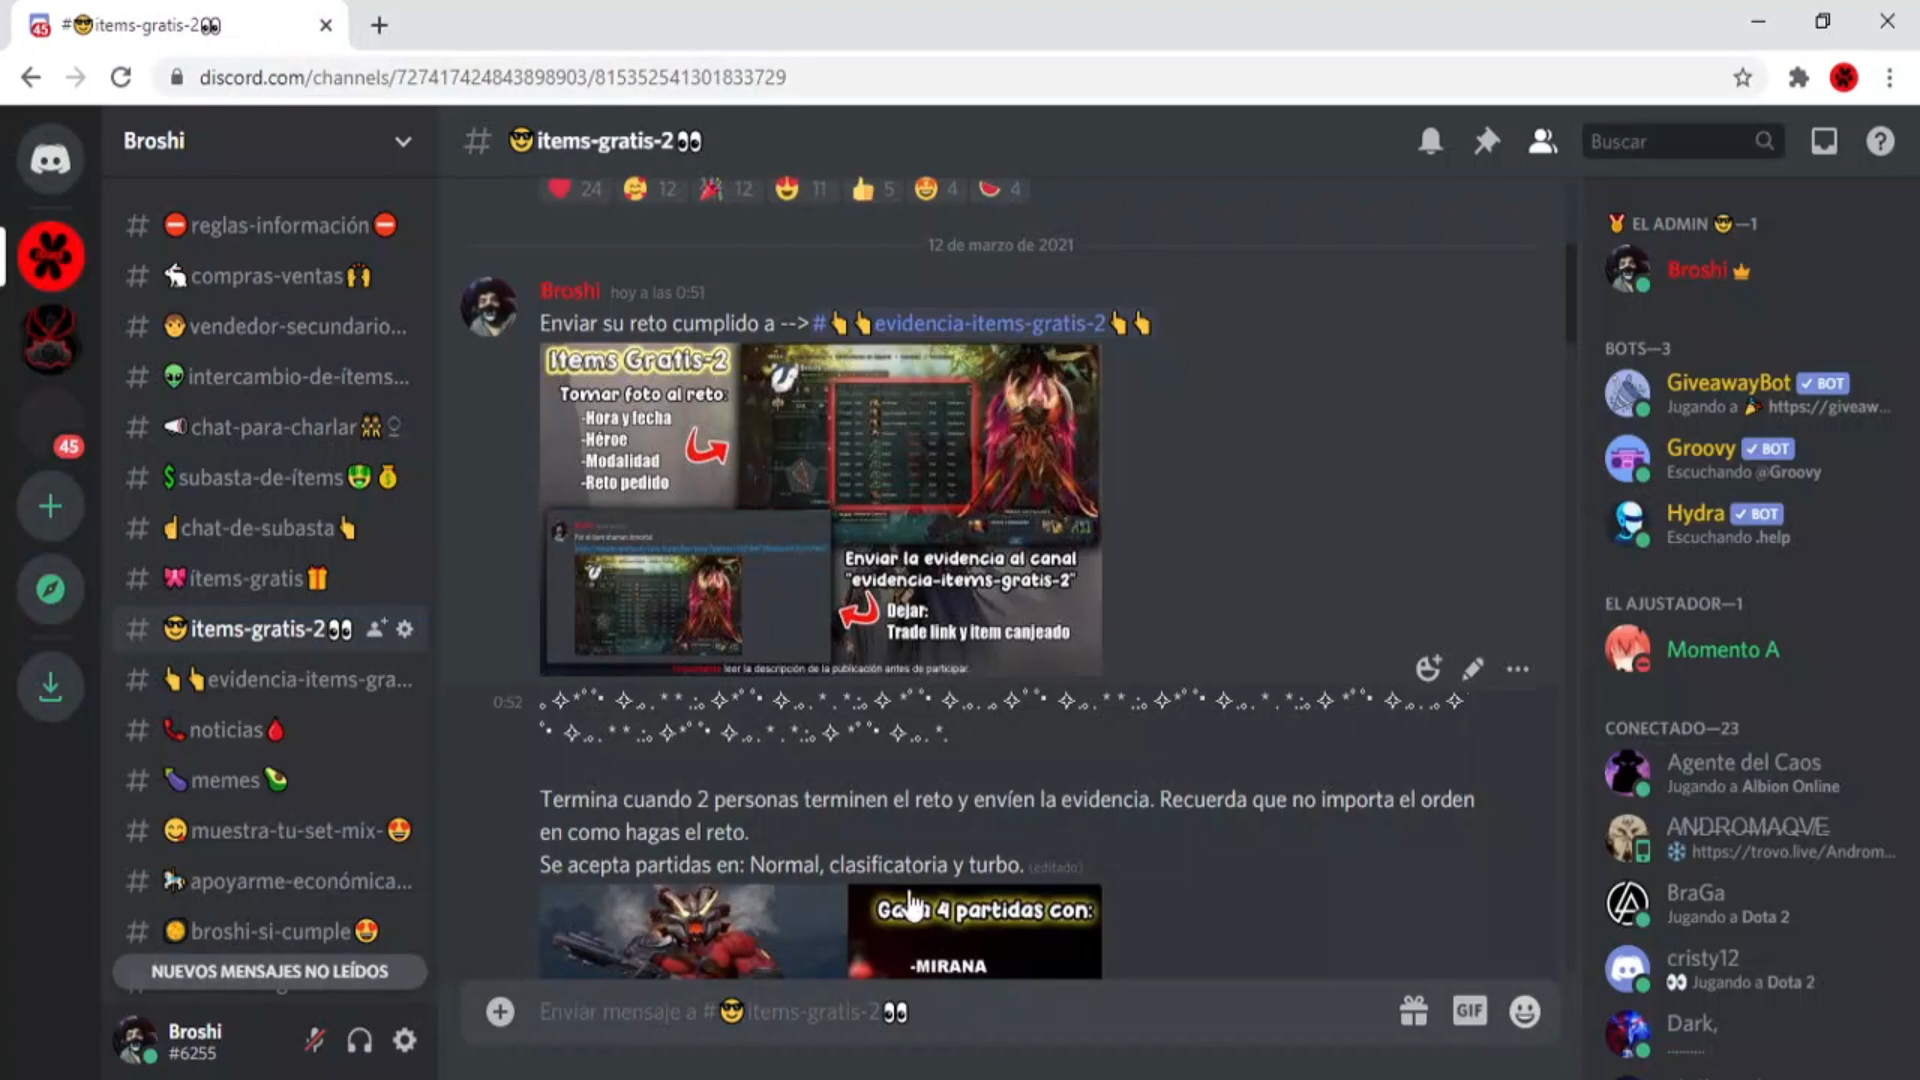 45 #😎items-gratis-2👀
discord.com/channels/727417424843898903/815352541301833729
Broshi
# 😎items-gratis-2👀
Buscar
# ⛔reglas-información⛔
# 🐇compras-ventas🙌
# 👨vendedor-secundario...
# 👽intercambio-de-ítems...
# 📢chat-para-charlar
# 💲subasta-de-ítems🤑💰
# ☝chat-de-subasta👆
# 🎀ítems-gratis🎁
# 😎items-gratis-2👀
# 👆👆evidencia-items-gra...
# 📞noticias🩸
# 🍆memes🥑
# 😋muestra-tu-set-mix-😍
# 🎠apoyarme-económica...
# broshi-si-cumple😍
NUEVOS MENSAJES NO LEÍDOS
45
Broshi
#6255
❤ 24 🥰 12 🎉 12 😍 11 👍 5 🤩 4 🍉 4
12 de marzo de 2021
Broshi hoy a las 0:51
Enviar su reto cumplido a --> #👆👆evidencia-items-gratis-2👆👆
Items Gratis-2
Tomar foto al reto:
-Hora y fecha
-Héroe
-Modalidad
-Reto pedido
Enviar la evidencia al canal
"evidencia-items-gratis-2"
Dejar:
Trade link y item canjeado
Importante leer la descripción de la publicación antes de participar.
0:52
Termina cuando 2 personas terminen el reto y envíen la evidencia. Recuerda que no importa el orden
en como hagas el reto.
Se acepta partidas en: Normal, clasificatoria y turbo. (editado)
4 partidas con:
-MIRANA
Enviar mensaje a #😎items-gratis-2👀
GIF
🏅 EL ADMIN 😎—1
Broshi
BOTS—3
GiveawayBot ✓ BOT
Jugando a 🎉 https://giveaw...
Groovy ✓ BOT
Escuchando @Groovy
Hydra ✓ BOT
Escuchando .help
EL AJUSTADOR—1
Momento A
CONECTADO—23
Agente del Caos
Jugando a Albion Online
ANDROMAQVE
❄ https://trovo.live/Androm...
BraGa
Jugando a Dota 2
cristy12
👀 Jugando a Dota 2
Dark,
..........